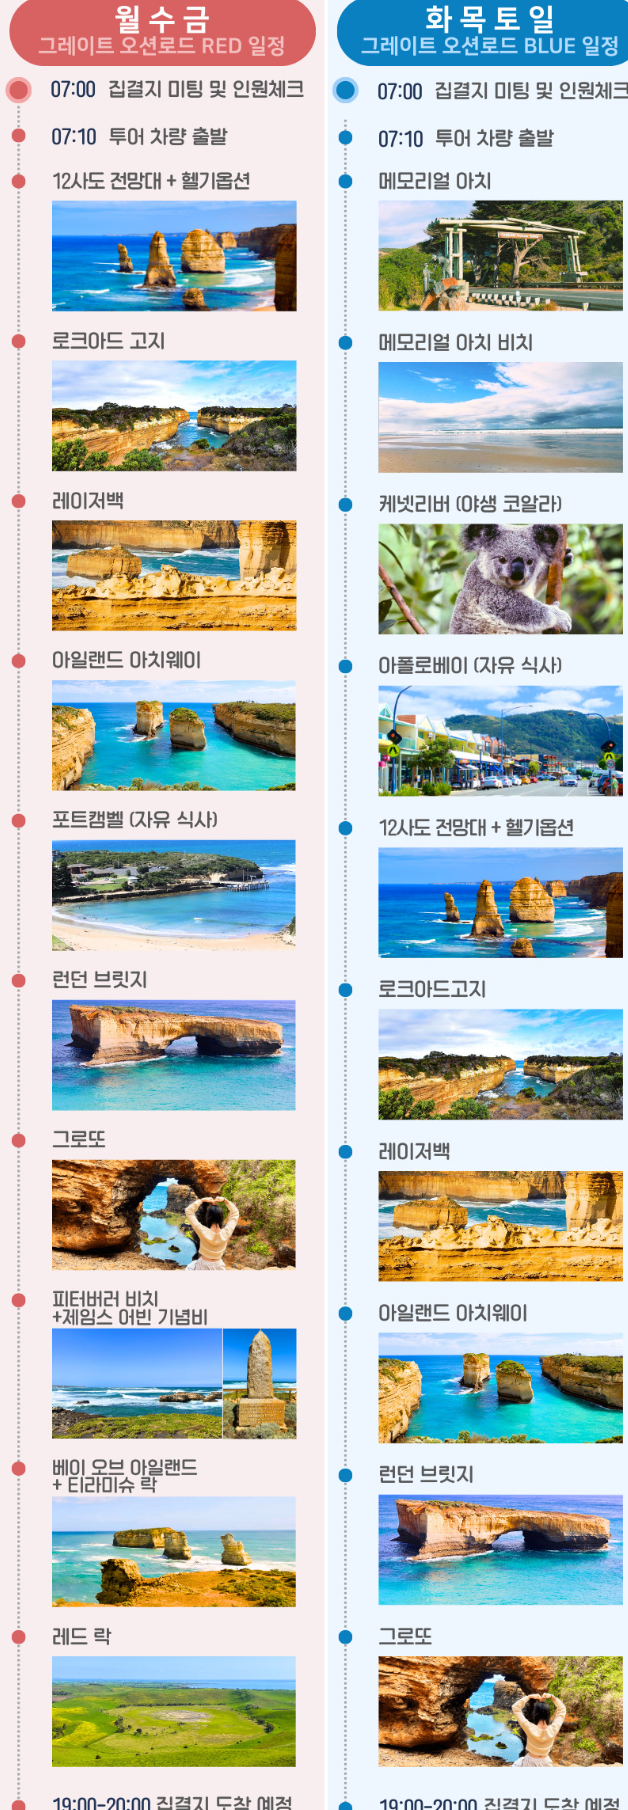 월 수 금
그레이트 오션로드 RED 일정
07:00 집결지 미팅 및 인원체크
07:10 투어 차량 출발
12사도 전망대 + 헬기옵션
로크아드 고지
레이저백
아일랜드 아치웨이
포트캠벨 (자유 식사)
런던 브릿지
그로또
피터버러 비치
+제임스 어빈 기념비
베이 오브 아일랜드
+ 티라미슈 락
레드 락
19:00-20:00 집결지 도착 예정
화 목 토 일
그레이트 오션로드 BLUE 일정
07:00 집결지 미팅 및 인원체크
07:10 투어 차량 출발
메모리얼 아치
메모리얼 아치 비치
케넷리버 (야생 코알라)
아폴로베이 (자유 식사)
12사도 전망대 + 헬기옵션
로크아드고지
레이저백
아일랜드 아치웨이
런던 브릿지
그로또
19:00-20:00 집결지 도착 예정